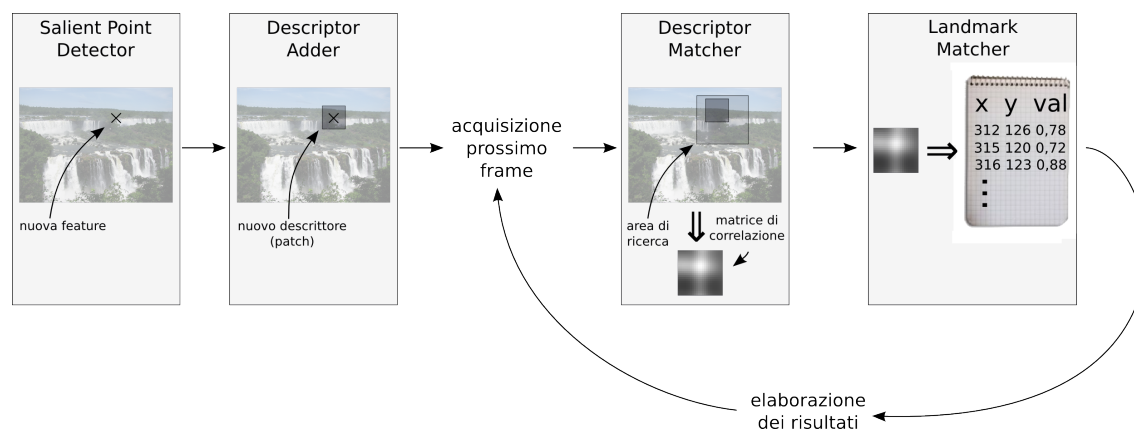 Salient Point
Detector
nuova feature
Descriptor
Adder
nuovo descrittore
(patch)
acquisizione
prossimo
frame
Descriptor
Matcher
area di
ricerca
matrice di
correlazione
Landmark
Matcher
x y val
312 126 0,78
315 120 0,72
316 123 0,88
elaborazione
dei risultati